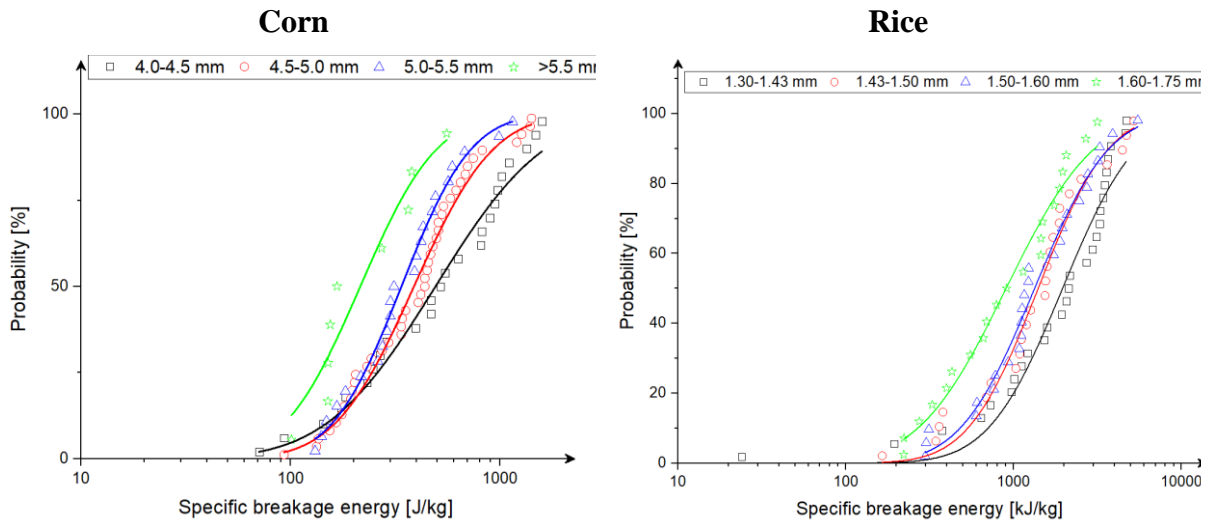 Corn
4.0-4.5 mm 4.5-5.0 mm 5.0-5.5 mm >5.5 mm
100
50
0
10 100 1000
Probability [%]
Specific breakage energy [J/kg]
Rice
1.30-1.43 mm 1.43-1.50 mm 1.50-1.60 mm 1.60-1.75 mm
100
80
60
40
20
0
10 100 1000 10000
Probability [%]
Specific breakage energy [kJ/kg]